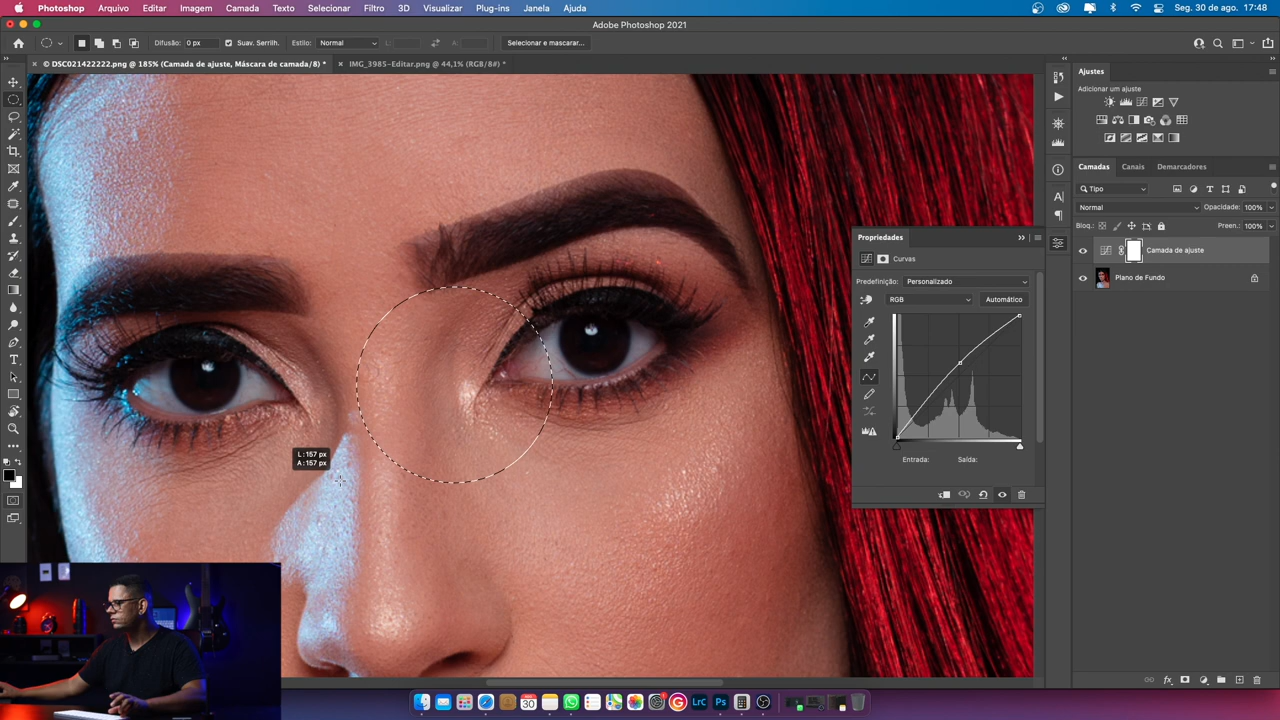 Photoshop Arquivo Editar Imagem Camada Texto Selecionar Filtro 3D Visualizar Plug-ins Janela Ajuda
Seg. 30 de ago. 17:48
Adobe Photoshop 2021
Difusão: 0 px
Suav. Serrilh.
Estilo: Normal
L:
A:
Selecionar e mascarar...
© DSC021422222.png @ 185% (Camada de ajuste, Máscara de camada/8) *
IMG_3985-Editar.png @ 44,1% (RGB/8#) *
Ajustes
Adicionar um ajuste
Camadas Canais Demarcadores
Tipo
Normal
Opacidade: 100%
Bloq.:
Preen.: 100%
Camada de ajuste
Plano de Fundo
Propriedades
Curvas
Predefinição: Personalizado
RGB
Automático
Entrada:
Saída:
L: 157 px
A: 157 px
AGO
30
LrC
Ps